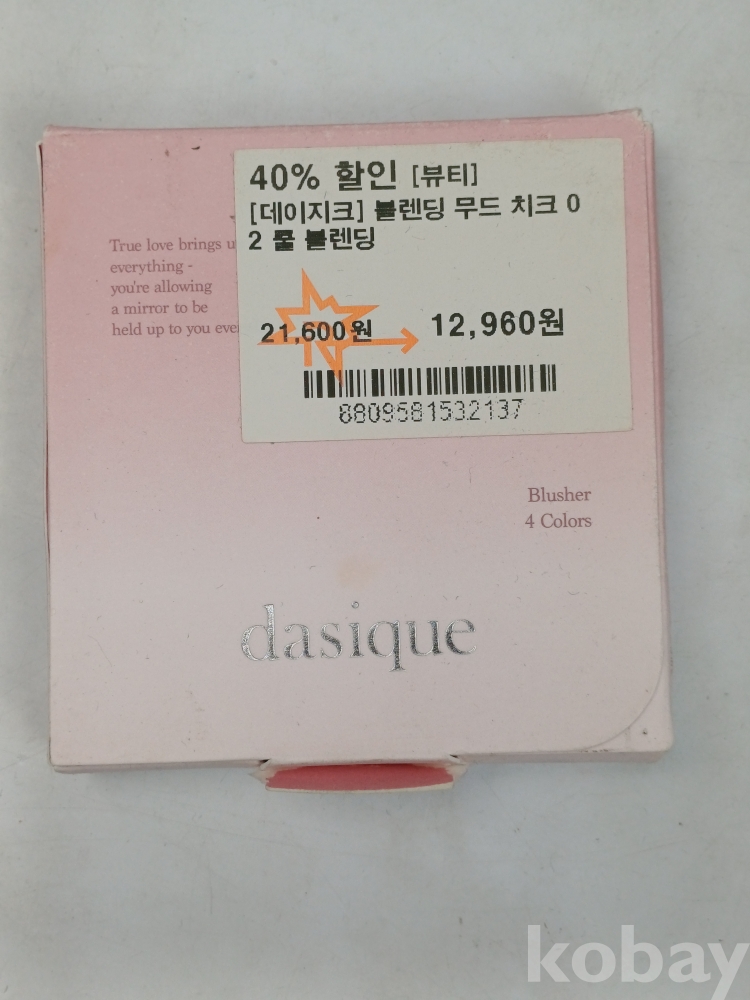 40% 할인 [뷰티]
[데이지크] 블렌딩 무드 치크 0
2 쿨 블렌딩
21,600원 12,960원
8809581532137
True love brings u
everything -
you're allowing
a mirror to be
held up to you eve
Blusher
4 Colors
dasique
kobay